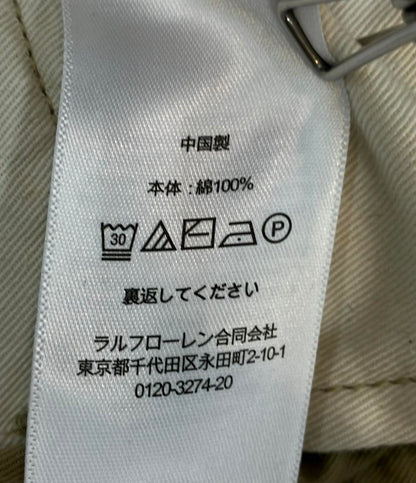 中国製
本体 : 綿100%
30 P
裏返してください
ラルフローレン合同会社
東京都千代田区永田町2-10-1
0120-3274-20